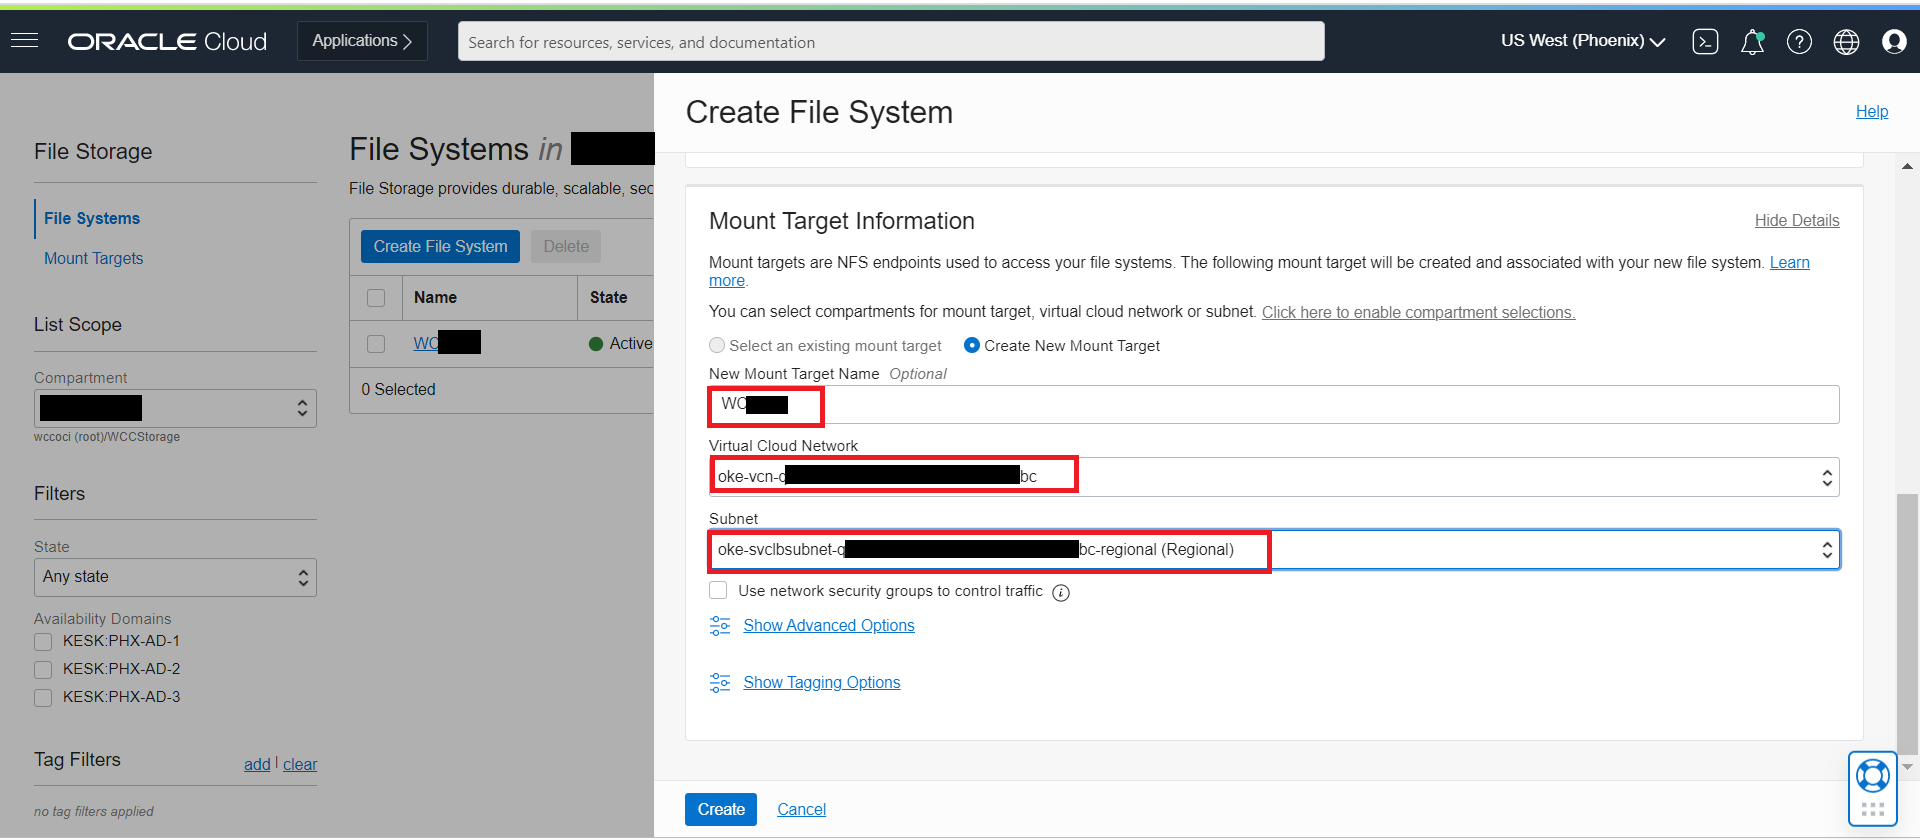 ORACLE Cloud
Applications
Search for resources, services, and documentation
US West (Phoenix)
File Storage
File Systems
Mount Targets
List Scope
Compartment
wccoci (root)/WCCStorage
Filters
State
Any state
Availability Domains
KESK:PHX-AD-1
KESK:PHX-AD-2
KESK:PHX-AD-3
Tag Filters
add | clear
no tag filters applied
File Systems in
File Storage provides durable, scalable, sec
Create File System
Delete
Name
State
WC
Active
0 Selected
Create File System
Help
Mount Target Information
Hide Details
Mount targets are NFS endpoints used to access your file systems. The following mount target will be created and associated with your new file system. Learn
more.
You can select compartments for mount target, virtual cloud network or subnet. Click here to enable compartment selections.
Select an existing mount target
Create New Mount Target
New Mount Target Name Optional
WC
Virtual Cloud Network
oke-vcn- bc
Subnet
oke-svclbsubnet-q bc-regional (Regional)
Use network security groups to control traffic
Show Advanced Options
Show Tagging Options
Create
Cancel